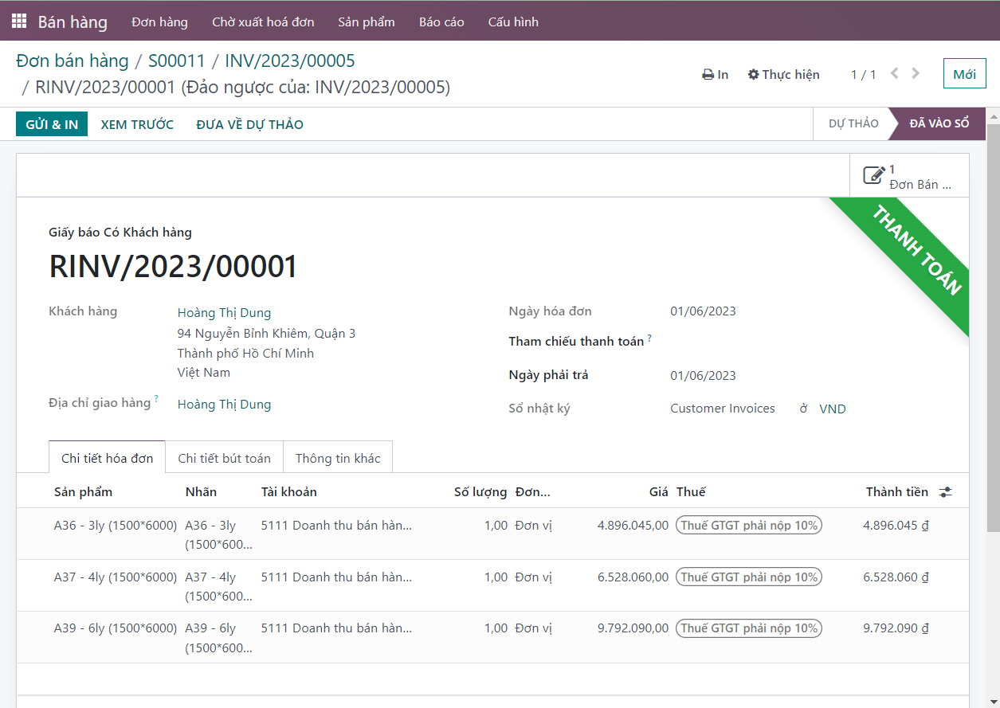 Bán hàng Đơn hàng Chờ xuất hoá đơn Sản phẩm Báo cáo Cấu hình
Đơn bán hàng / S00011 / INV/2023/00005
/ RINV/2023/00001 (Đảo ngược của: INV/2023/00005)
In Thực hiện 1 / 1 Mới
GỬI & IN XEM TRƯỚC ĐƯA VỀ DỰ THẢO DỰ THẢO ĐÃ VÀO SỔ
1
Đơn Bán ...
THANH TOÁN
Giấy báo Có Khách hàng
RINV/2023/00001
Khách hàng Hoàng Thị Dung
94 Nguyễn Bỉnh Khiêm, Quận 3
Thành phố Hồ Chí Minh
Việt Nam
Địa chỉ giao hàng ? Hoàng Thị Dung
Ngày hóa đơn 01/06/2023
Tham chiếu thanh toán ?
Ngày phải trả 01/06/2023
Sổ nhật ký Customer Invoices ở VND
Chi tiết hóa đơn Chi tiết bút toán Thông tin khác
Sản phẩm Nhãn Tài khoản Số lượng Đơn... Giá Thuế Thành tiền
A36 - 3ly (1500*6000) A36 - 3ly 5111 Doanh thu bán hàn... 1,00 Đơn vị 4.896.045,00 Thuế GTGT phải nộp 10% 4.896.045 ₫
(1500*600...
A37 - 4ly (1500*6000) A37 - 4ly 5111 Doanh thu bán hàn... 1,00 Đơn vị 6.528.060,00 Thuế GTGT phải nộp 10% 6.528.060 ₫
(1500*600...
A39 - 6ly (1500*6000) A39 - 6ly 5111 Doanh thu bán hàn... 1,00 Đơn vị 9.792.090,00 Thuế GTGT phải nộp 10% 9.792.090 ₫
(1500*600...